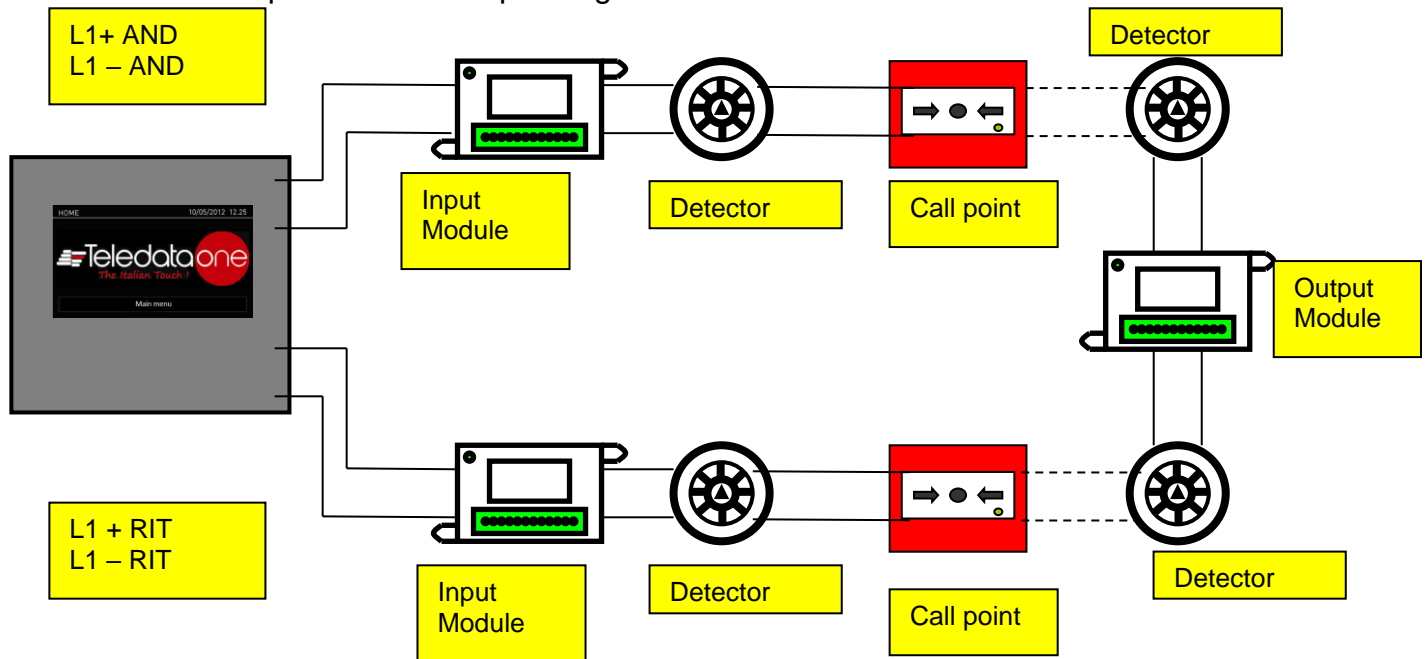 L1+ AND
L1 – AND
Detector
HOME
10/05/2012 12.25
Teledata one
The Italian Touch !
Main menu
Input
Module
Detector
Call point
Output
Module
L1 + RIT
L1 – RIT
Input
Module
Detector
Call point
Detector